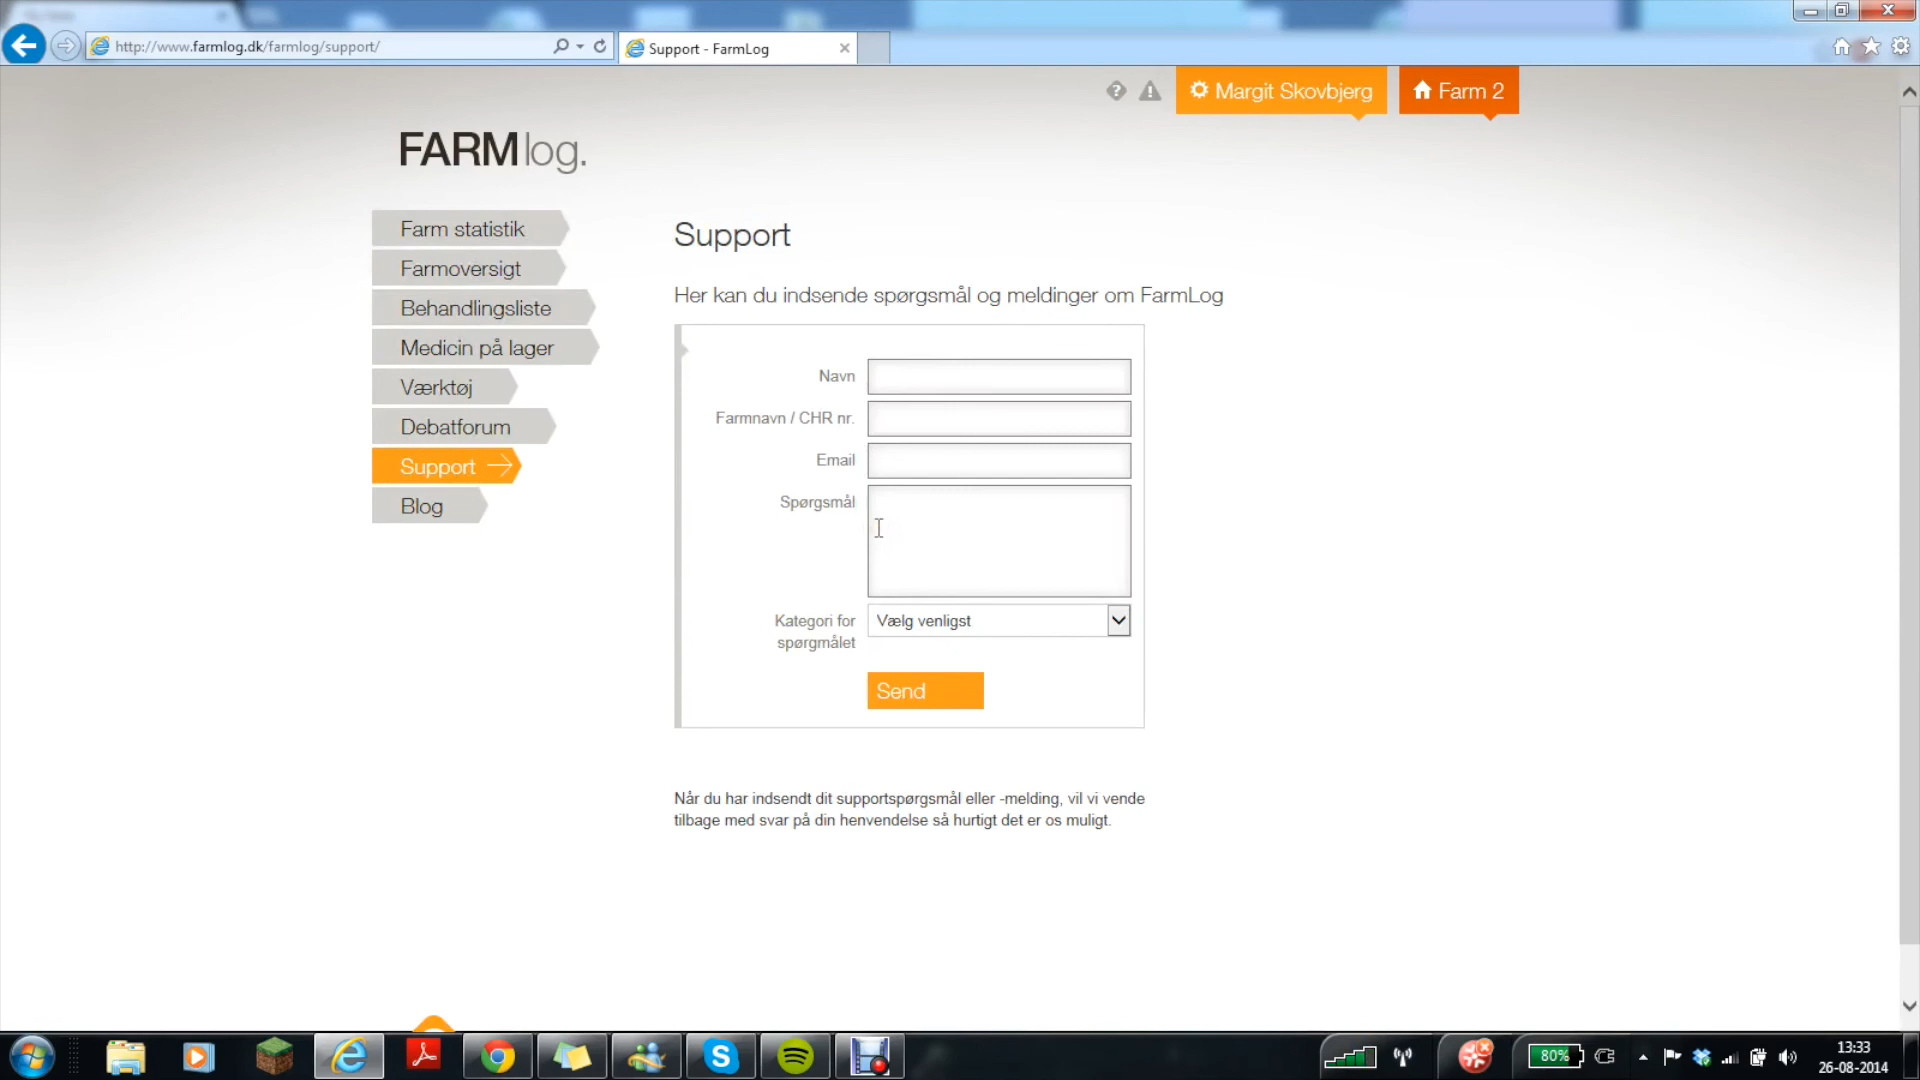 http://www.farmlog.dk/farmlog/support/
Support - FarmLog
Margit Skovbjerg
Farm 2
FARMlog.
Farm statistik
Farmoversigt
Behandlingsliste
Medicin på lager
Værktøj
Debatforum
Support
Blog
Support
Her kan du indsende spørgsmål og meldinger om FarmLog
Navn
Farmnavn / CHR nr.
Email
Spørgsmål
Kategori for
spørgmålet
Vælg venligst
Send
Når du har indsendt dit supportspørgsmål eller -melding, vil vi vende
tilbage med svar på din henvendelse så hurtigt det er os muligt.
80%
13:33
26-08-2014